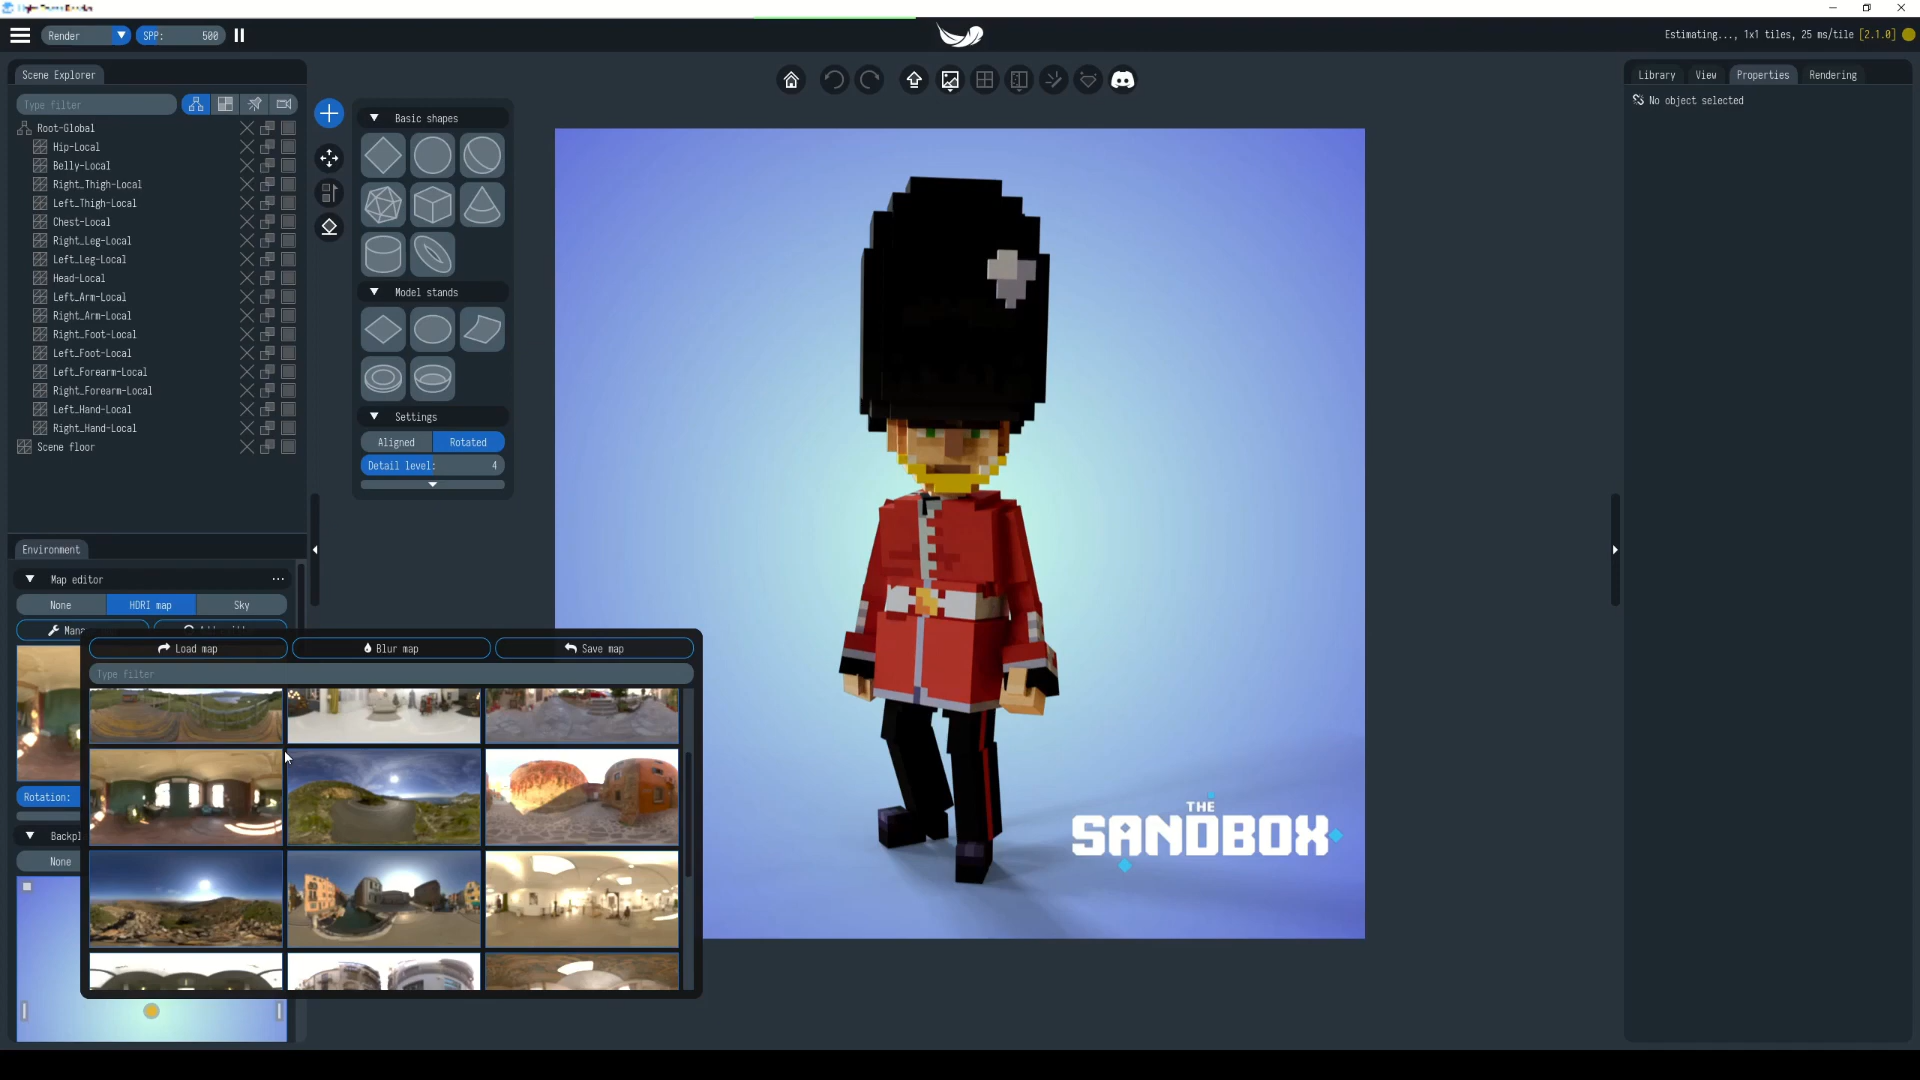 Render
SPP: 500
Estimating..., 1x1 tiles, 25 ms/tile [2.1.0]
Scene Explorer
Type filter
Root-Global
Hip-Local
Belly-Local
Right_Thigh-Local
Left_Thigh-Local
Chest-Local
Right_Leg-Local
Left_Leg-Local
Head-Local
Left_Arm-Local
Right_Arm-Local
Right_Foot-Local
Left_Foot-Local
Left_Forearm-Local
Right_Forearm-Local
Left_Hand-Local
Right_Hand-Local
Scene floor
Basic shapes
Model stands
Settings
Aligned Rotated
Detail level: 4
Library View Properties Rendering
No object selected
Environment
Map editor ...
None HDRI map Sky
Mana
Load map Blur map Save map
Type filter
Rotation:
Backpl
None
THE
SANDBOX